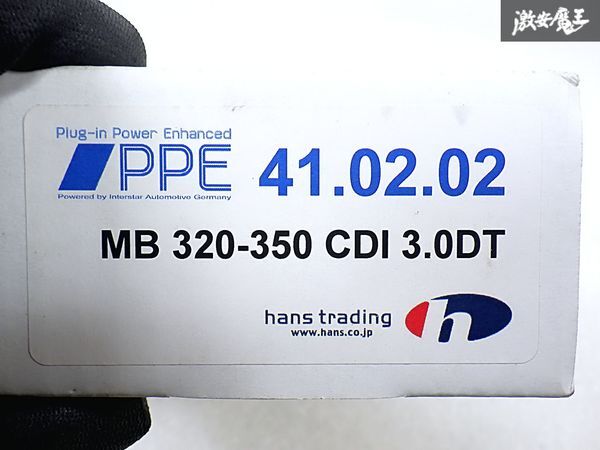 激安魔王
Plug-in Power Enhanced
PPE 41.02.02
Powered by Interstar Automotive Germany
MB 320-350 CDI 3.0DT
hans trading h
www.hans.co.jp